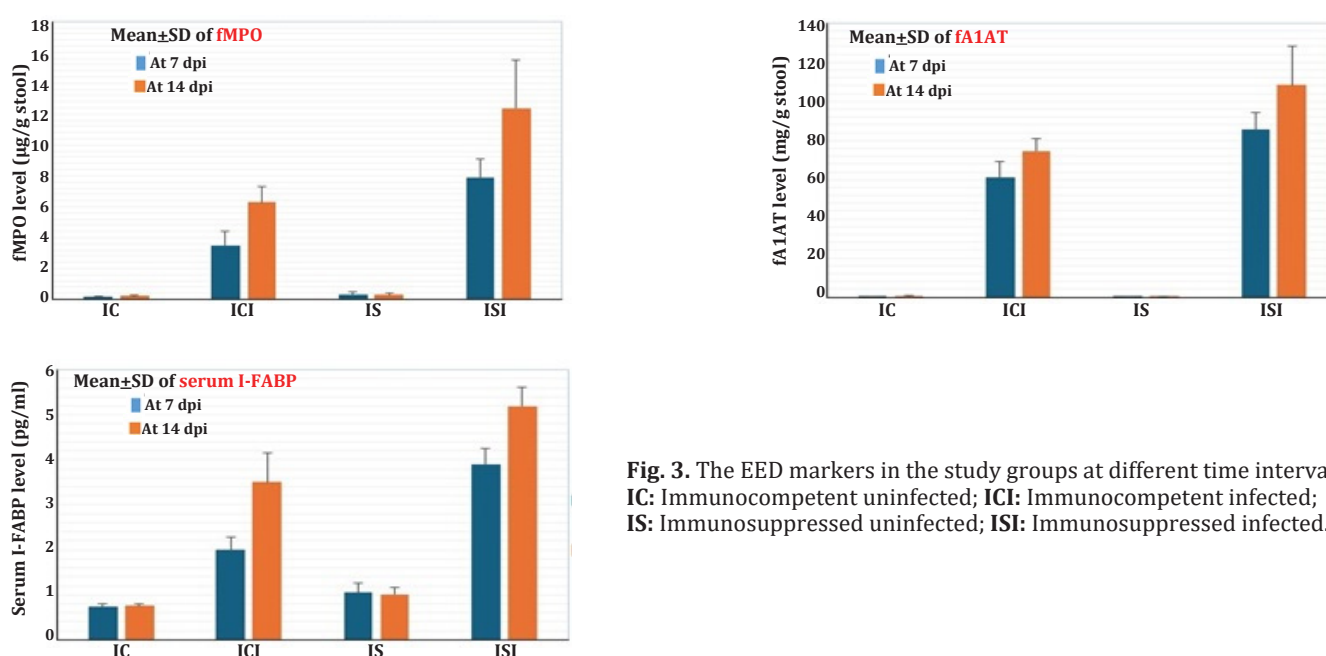 Mean±SD of fMPO
At 7 dpi
At 14 dpi
fMPO level (µg/g stool)
18
16
14
12
10
8
6
4
2
0
IC ICI IS ISI
Mean±SD of fA1AT
At 7 dpi
At 14 dpi
fA1AT level (mg/g stool)
140
120
100
80
60
40
20
0
IC ICI IS ISI
Mean±SD of serum I-FABP
At 7 dpi
At 14 dpi
Serum I-FABP level (pg/ml)
6
5
4
3
2
1
0
IC ICI IS ISI
Fig. 3. The EED markers in the study groups at different time interva
IC: Immunocompetent uninfected; ICI: Immunocompetent infected;
IS: Immunosuppressed uninfected; ISI: Immunosuppressed infected.